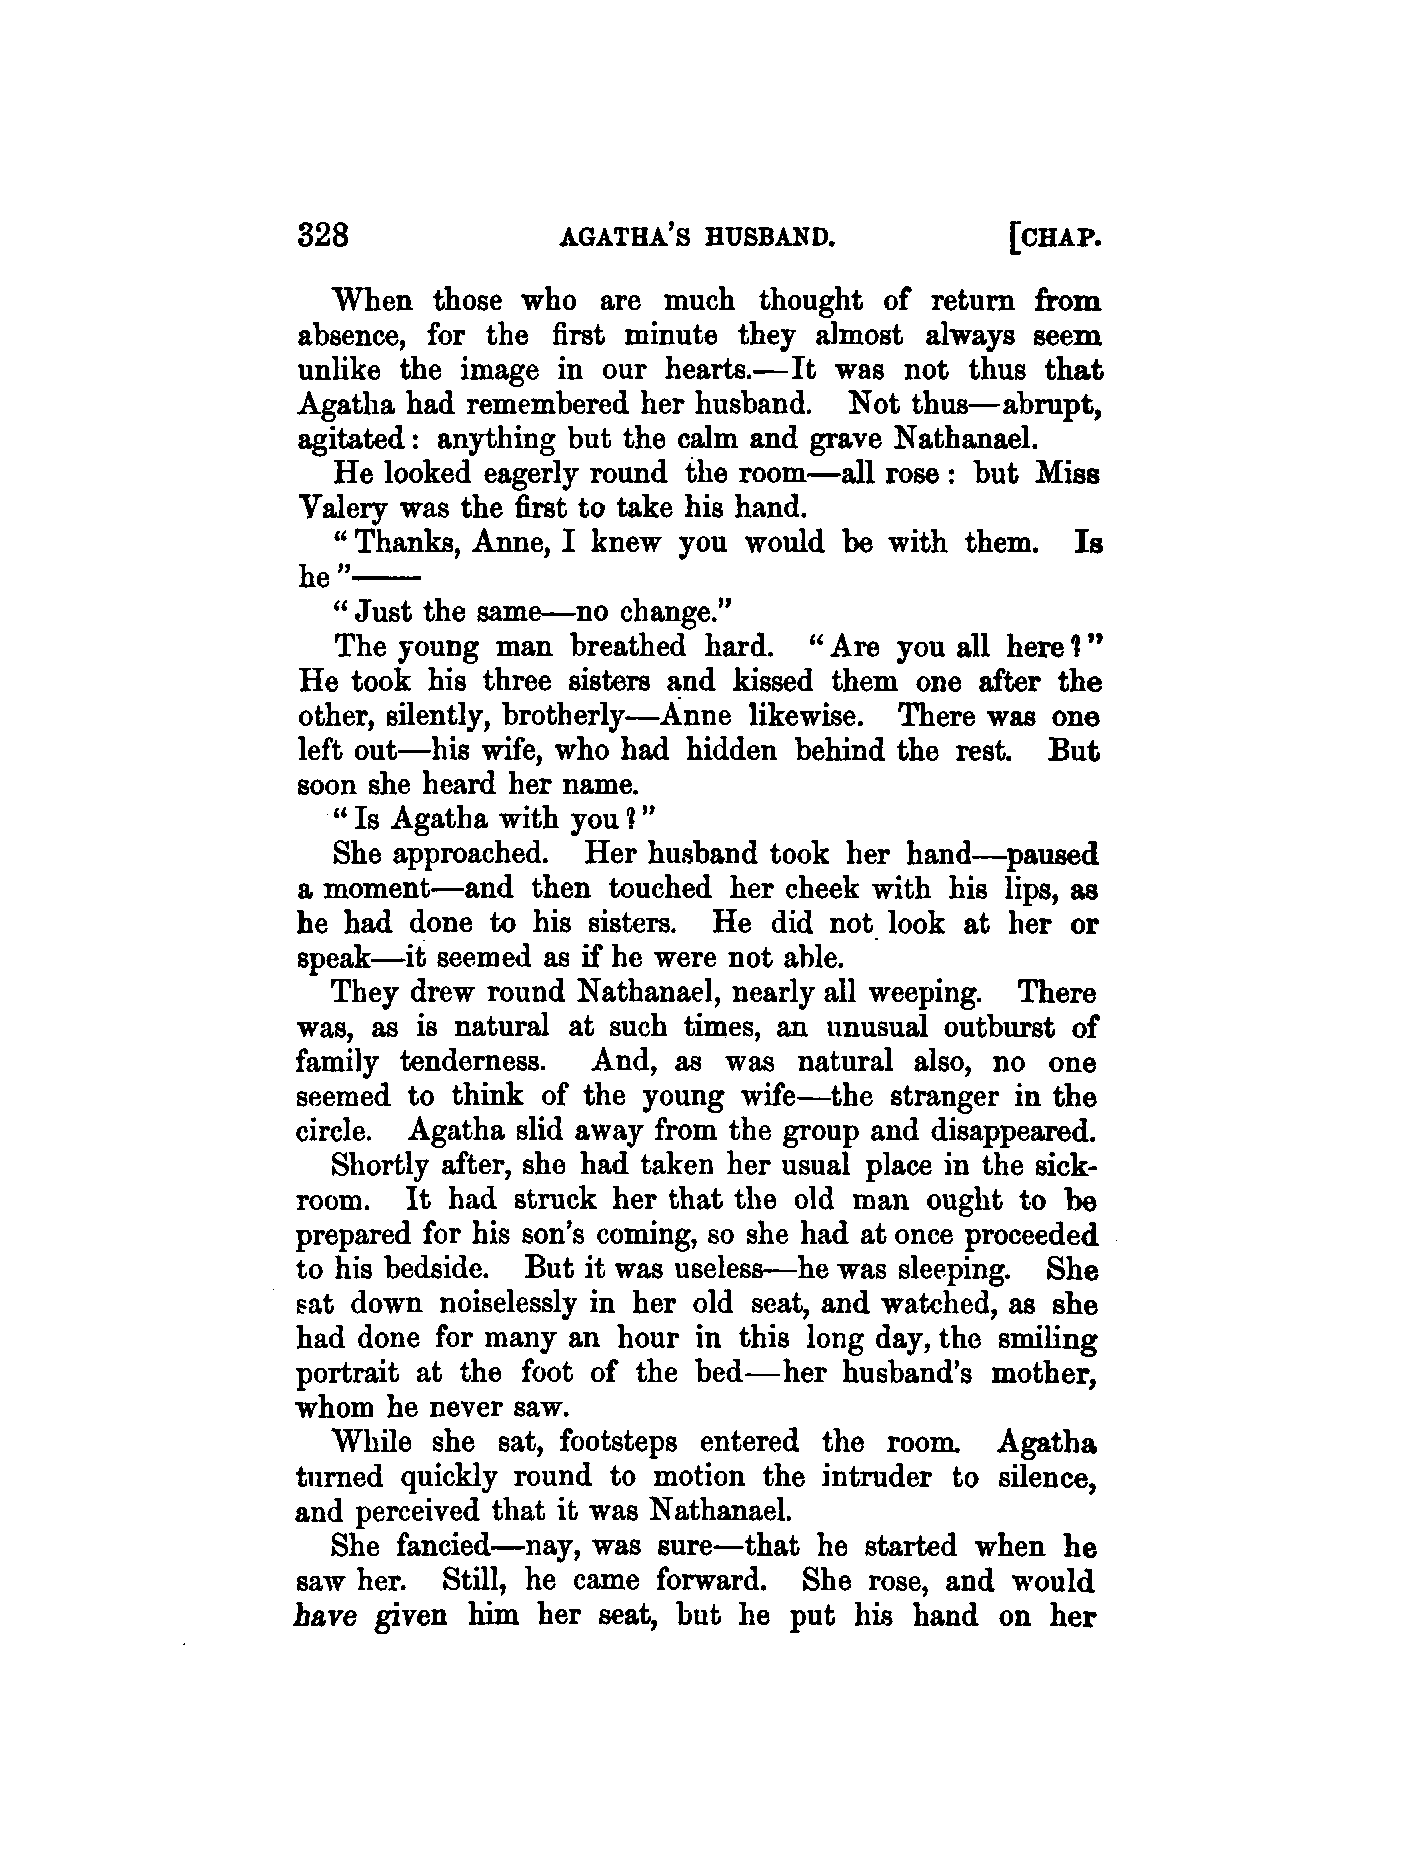 328 AGATHA'S HUSBAND. [CHAP.
When those who are much thought of return from
absence, for the first minute they almost always seem
unlike the image in our hearts.—It was not thus that
Agatha had remembered her husband. Not thus—abrupt,
agitated: anything but the calm and grave Nathanael.
He looked eagerly round the room—all rose: but Miss
Valery was the first to take his hand.
"Thanks, Anne, I knew you would be with them. Is
he"——
"Just the same—no change."
The young man breathed hard. "Are you all here?"
He took his three sisters and kissed them one after the
other, silently, brotherly—Anne likewise. There was one
left out—his wife, who had hidden behind the rest. But
soon she heard her name.
"Is Agatha with you?"
She approached. Her husband took her hand—paused
a moment—and then touched her cheek with his lips, as
he had done to his sisters. He did not look at her or
speak—it seemed as if he were not able.
They drew round Nathanael, nearly all weeping. There
was, as is natural at such times, an unusual outburst of
family tenderness. And, as was natural also, no one
seemed to think of the young wife—the stranger in the
circle. Agatha slid away from the group and disappeared.
Shortly after, she had taken her usual place in the sick-
room. It had struck her that the old man ought to be
prepared for his son's coming, so she had at once proceeded
to his bedside. But it was useless—he was sleeping. She
sat down noiselessly in her old seat, and watched, as she
had done for many an hour in this long day, the smiling
portrait at the foot of the bed—her husband's mother,
whom he never saw.
While she sat, footsteps entered the room. Agatha
turned quickly round to motion the intruder to silence,
and perceived that it was Nathanael.
She fancied—nay, was sure—that he started when he
saw her. Still, he came forward. She rose, and would
have given him her seat, but he put his hand on her